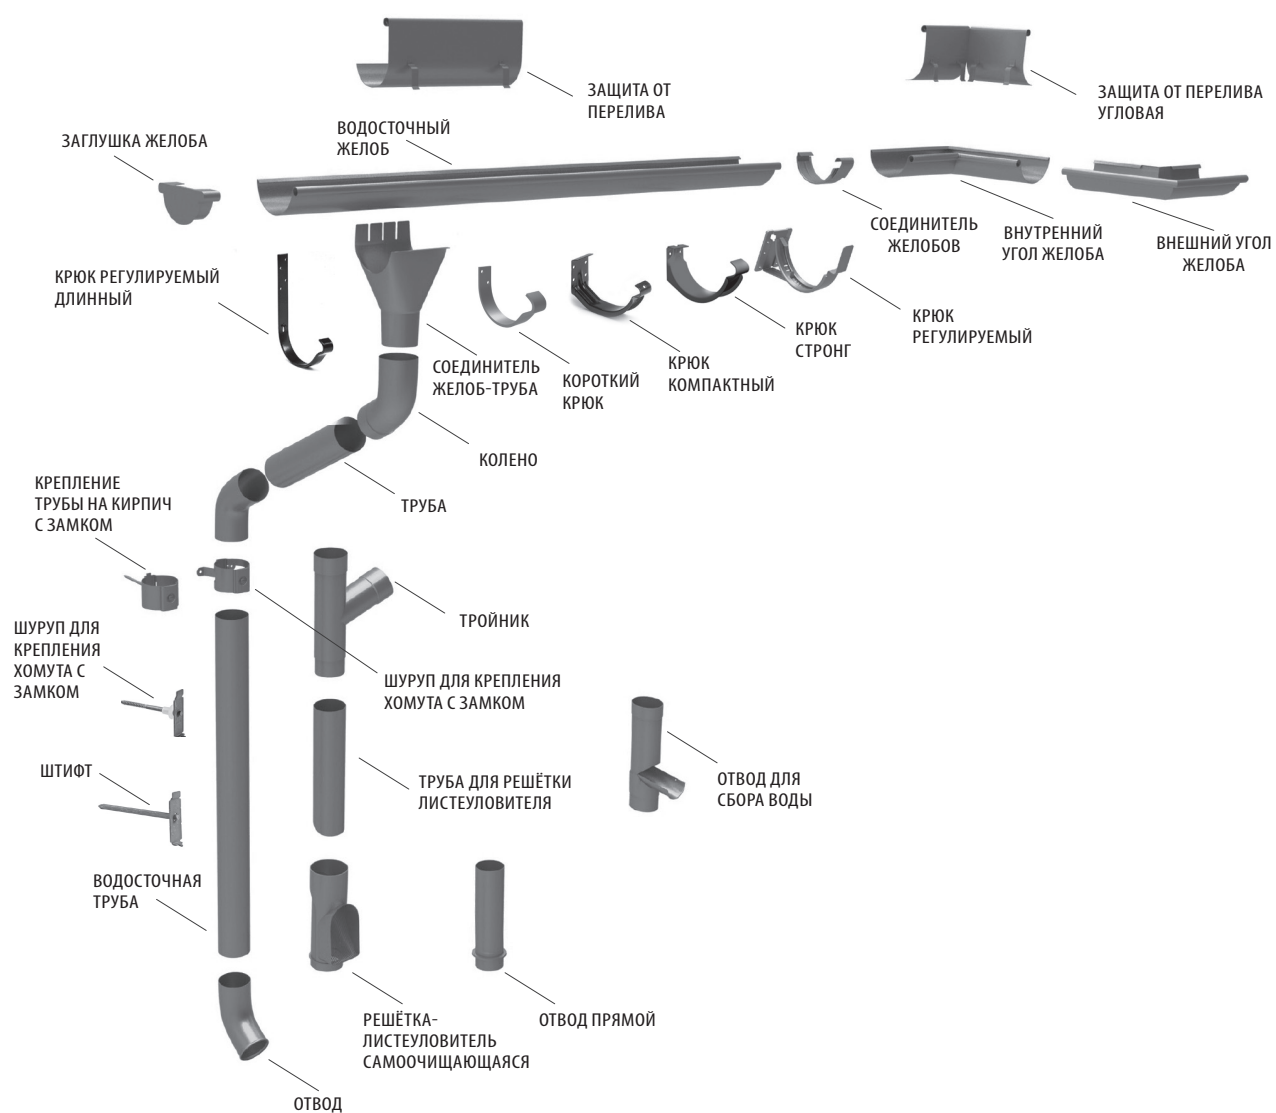 ЗАЩИТА ОТ
ПЕРЕЛИВА
ЗАЩИТА ОТ ПЕРЕЛИВА
УГЛОВАЯ
ЗАГЛУШКА ЖЕЛОБА
ВОДОСТОЧНЫЙ
ЖЕЛОБ
СОЕДИНИТЕЛЬ
ЖЕЛОБОВ
ВНУТРЕННИЙ
УГОЛ ЖЕЛОБА
ВНЕШНИЙ УГОЛ
ЖЕЛОБА
КРЮК РЕГУЛИРУЕМЫЙ
ДЛИННЫЙ
СОЕДИНИТЕЛЬ
ЖЕЛОБ-ТРУБА
КОРОТКИЙ
КРЮК
КРЮК
КОМПАКТНЫЙ
КРЮК
СТРОНГ
КРЮК
РЕГУЛИРУЕМЫЙ
КОЛЕНО
ТРУБА
КРЕПЛЕНИЕ
ТРУБЫ НА КИРПИЧ
С ЗАМКОМ
ТРОЙНИК
ШУРУП ДЛЯ
КРЕПЛЕНИЯ
ХОМУТА С
ЗАМКОМ
ШУРУП ДЛЯ КРЕПЛЕНИЯ
ХОМУТА С ЗАМКОМ
ШТИФТ
ТРУБА ДЛЯ РЕШЁТКИ
ЛИСТЕУЛОВИТЕЛЯ
ОТВОД ДЛЯ
СБОРА ВОДЫ
ВОДОСТОЧНАЯ
ТРУБА
РЕШЁТКА-
ЛИСТЕУЛОВИТЕЛЬ
САМООЧИЩАЮЩАЯСЯ
ОТВОД ПРЯМОЙ
ОТВОД